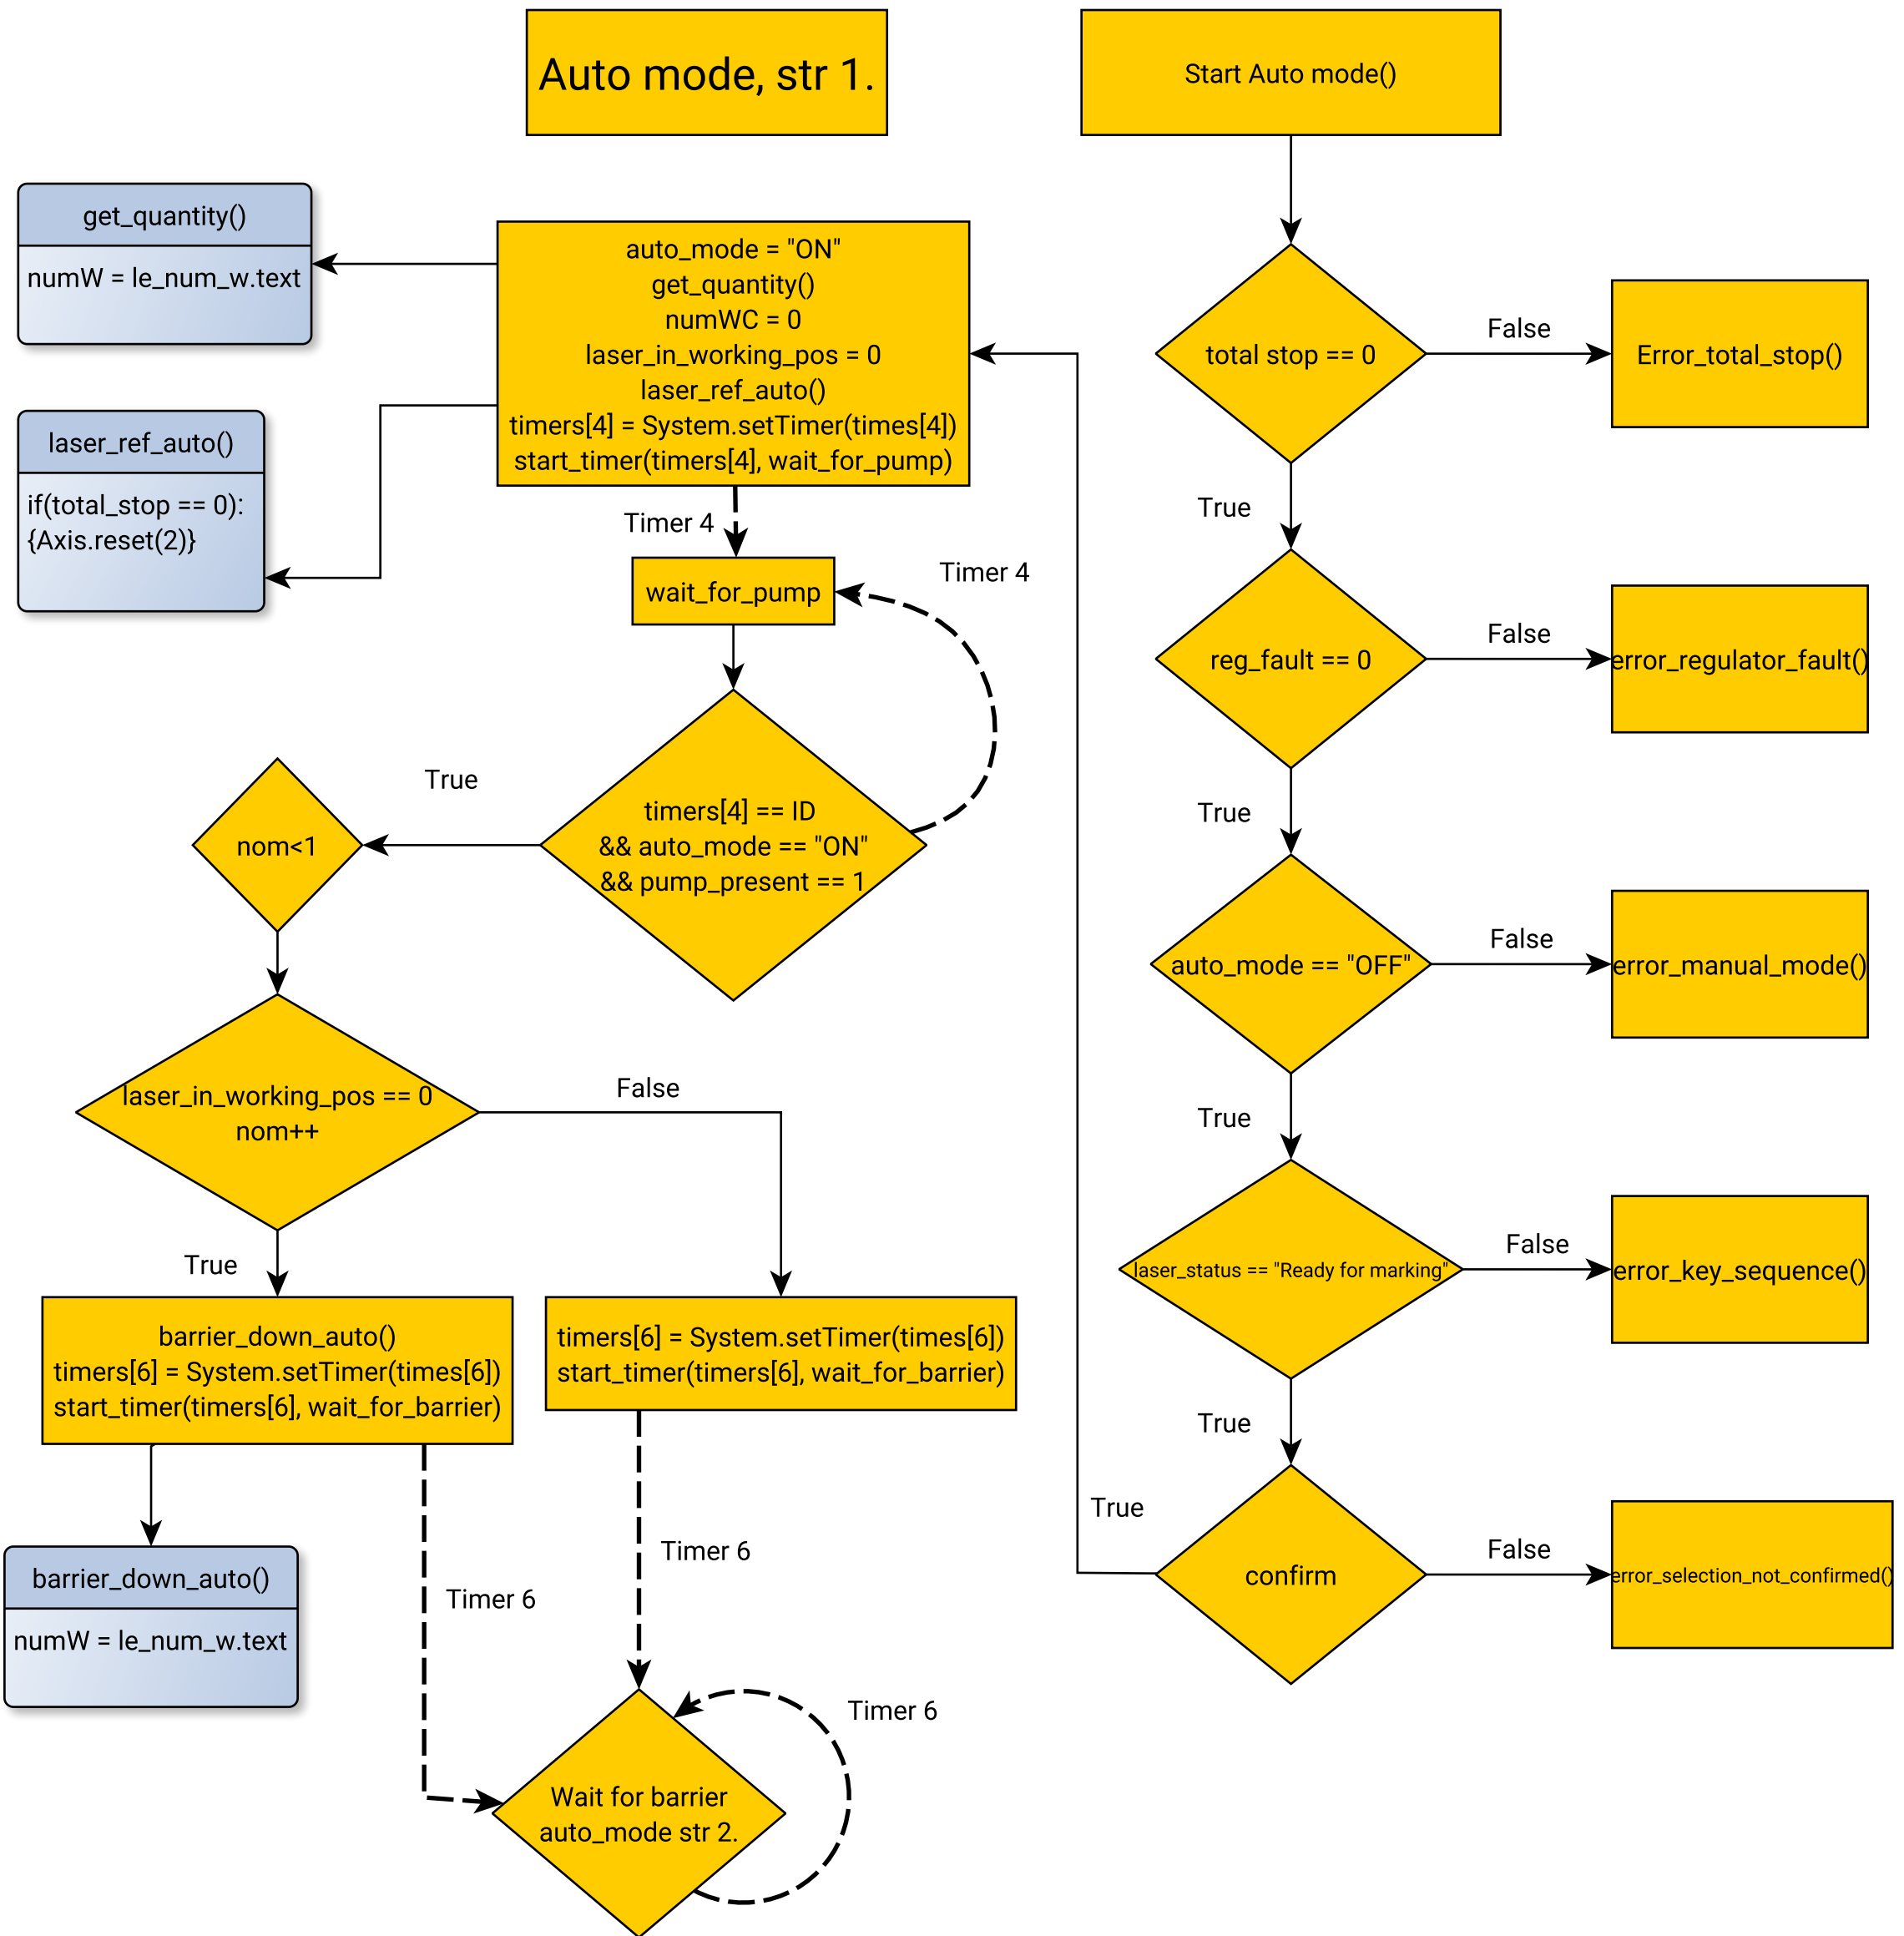 Auto mode, str 1.
Start Auto mode()
get_quantity()
numW = le_num_w.text
auto_mode = "ON"
get_quantity()
numWC = 0
laser_in_working_pos = 0
laser_ref_auto()
timers[4] = System.setTimer(times[4])
start_timer(timers[4], wait_for_pump)
total stop == 0
False
Error_total_stop()
laser_ref_auto()
if(total_stop == 0):
{Axis.reset(2)}
Timer 4
True
wait_for_pump
Timer 4
reg_fault == 0
False
error_regulator_fault()
True
True
nom<1
timers[4] == ID
&& auto_mode == "ON"
&& pump_present == 1
auto_mode == "OFF"
False
error_manual_mode()
laser_in_working_pos == 0
nom++
False
True
True
laser_status == "Ready for marking"
False
error_key_sequence()
barrier_down_auto()
timers[6] = System.setTimer(times[6])
start_timer(timers[6], wait_for_barrier)
timers[6] = System.setTimer(times[6])
start_timer(timers[6], wait_for_barrier)
True
True
confirm
False
error_selection_not_confirmed()
barrier_down_auto()
numW = le_num_w.text
Timer 6
Timer 6
Timer 6
Wait for barrier
auto_mode str 2.